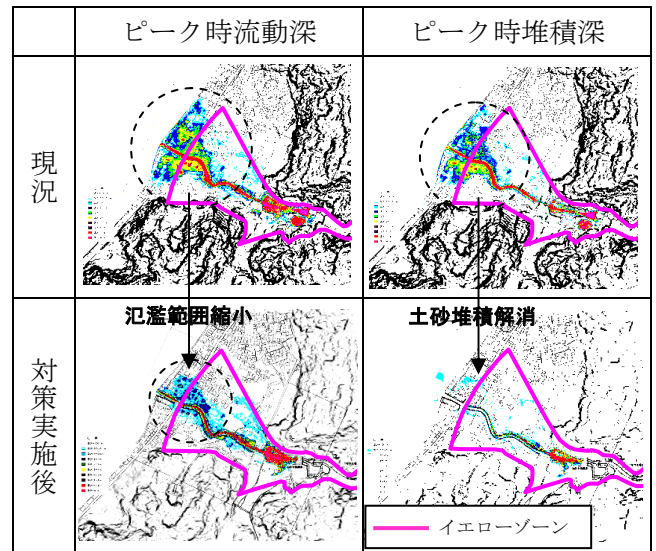 ピーク時流動深
ピーク時堆積深
現況
氾濫範囲縮小
土砂堆積解消
対策実施後
イエローゾーン